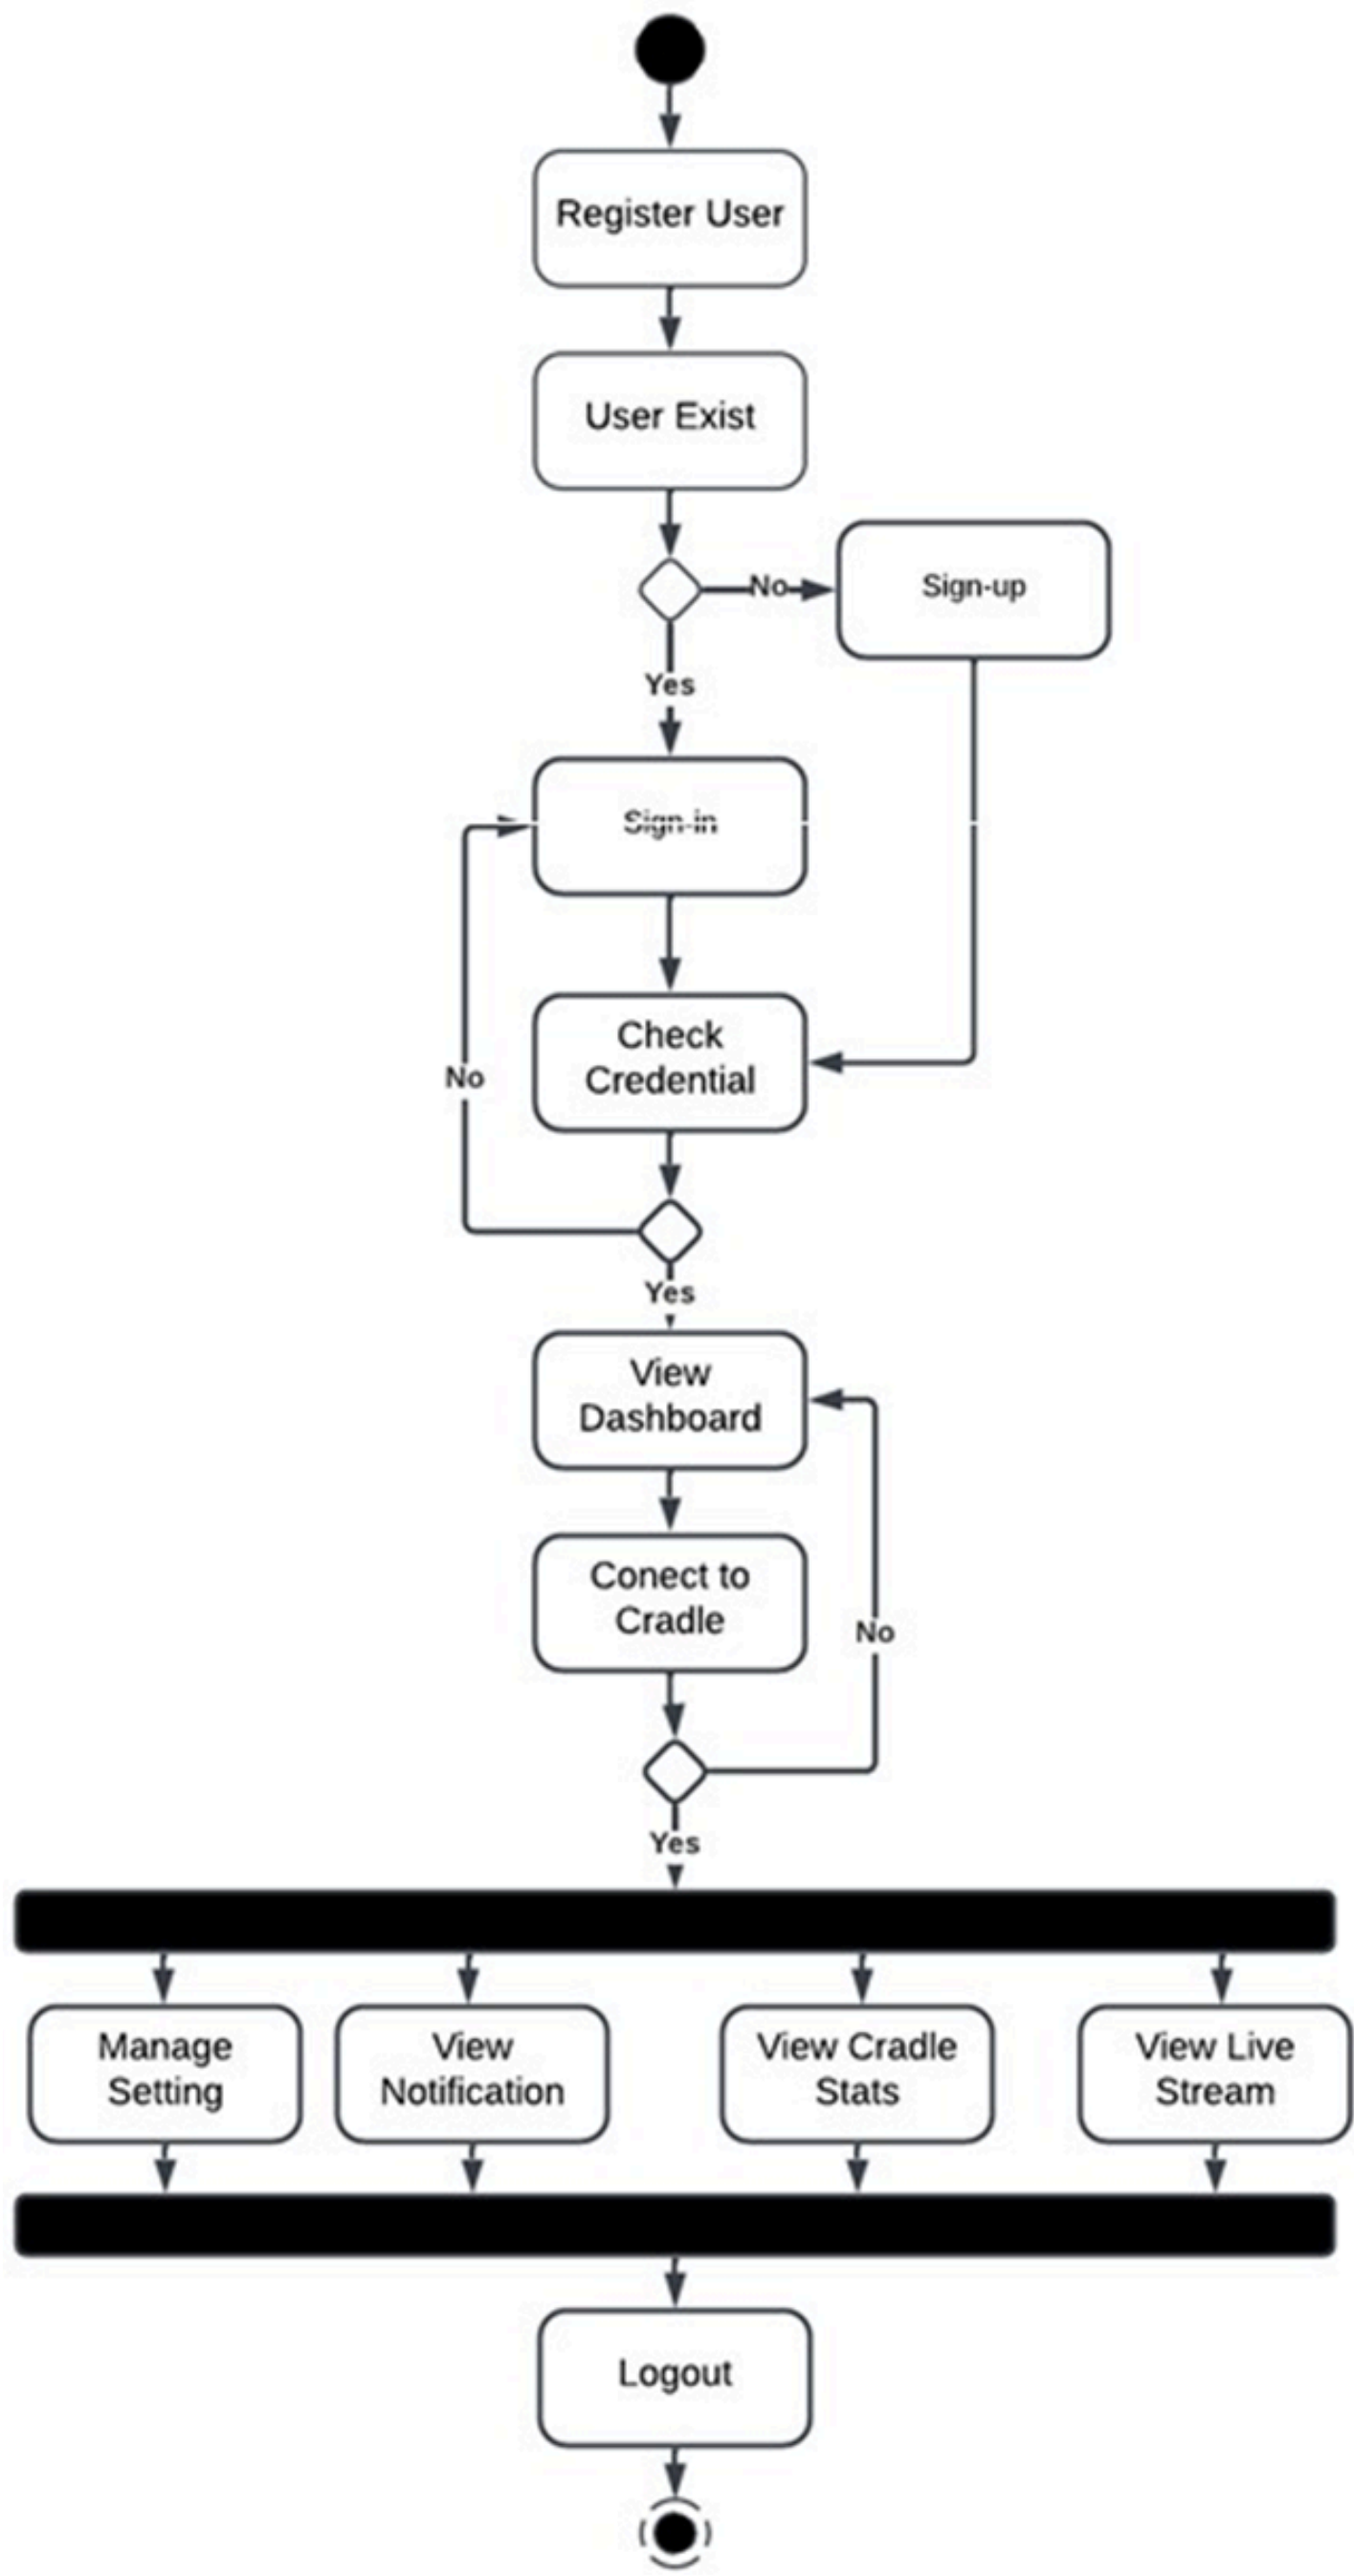 Register User
User Exist
No
Sign-up
Yes
Sign-in
Check
Credential
No
Yes
View
Dashboard
Conect to
Cradle
No
Yes
Manage
Setting
View
Notification
View Cradle
Stats
View Live
Stream
Logout